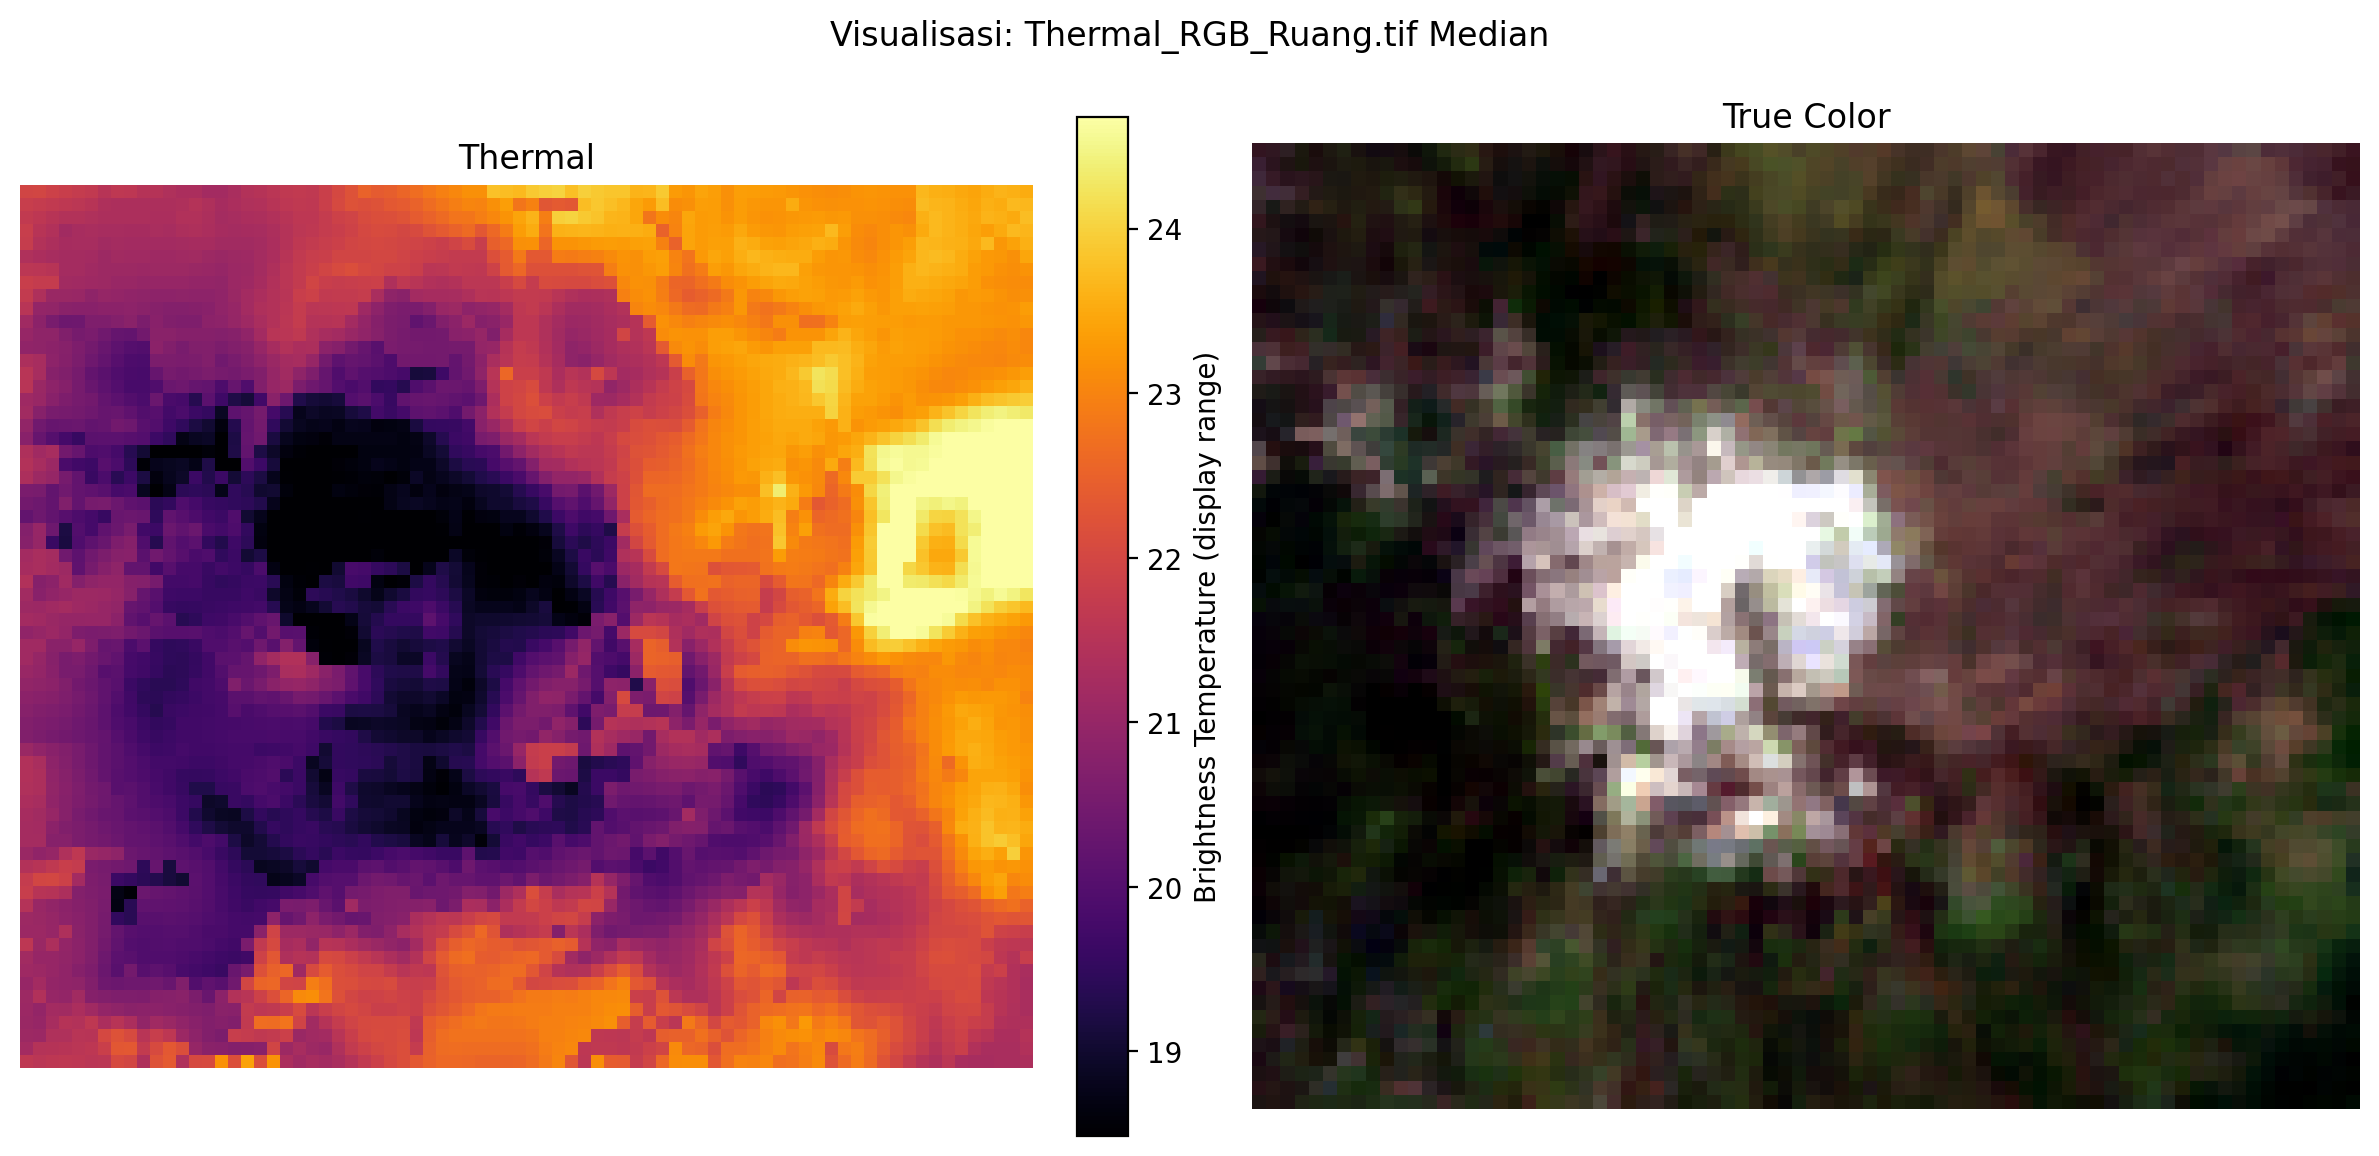 Visualisasi: Thermal_RGB_Ruang.tif Median
Thermal
24
23
22
21
20
19
Brightness Temperature (display range)
True Color